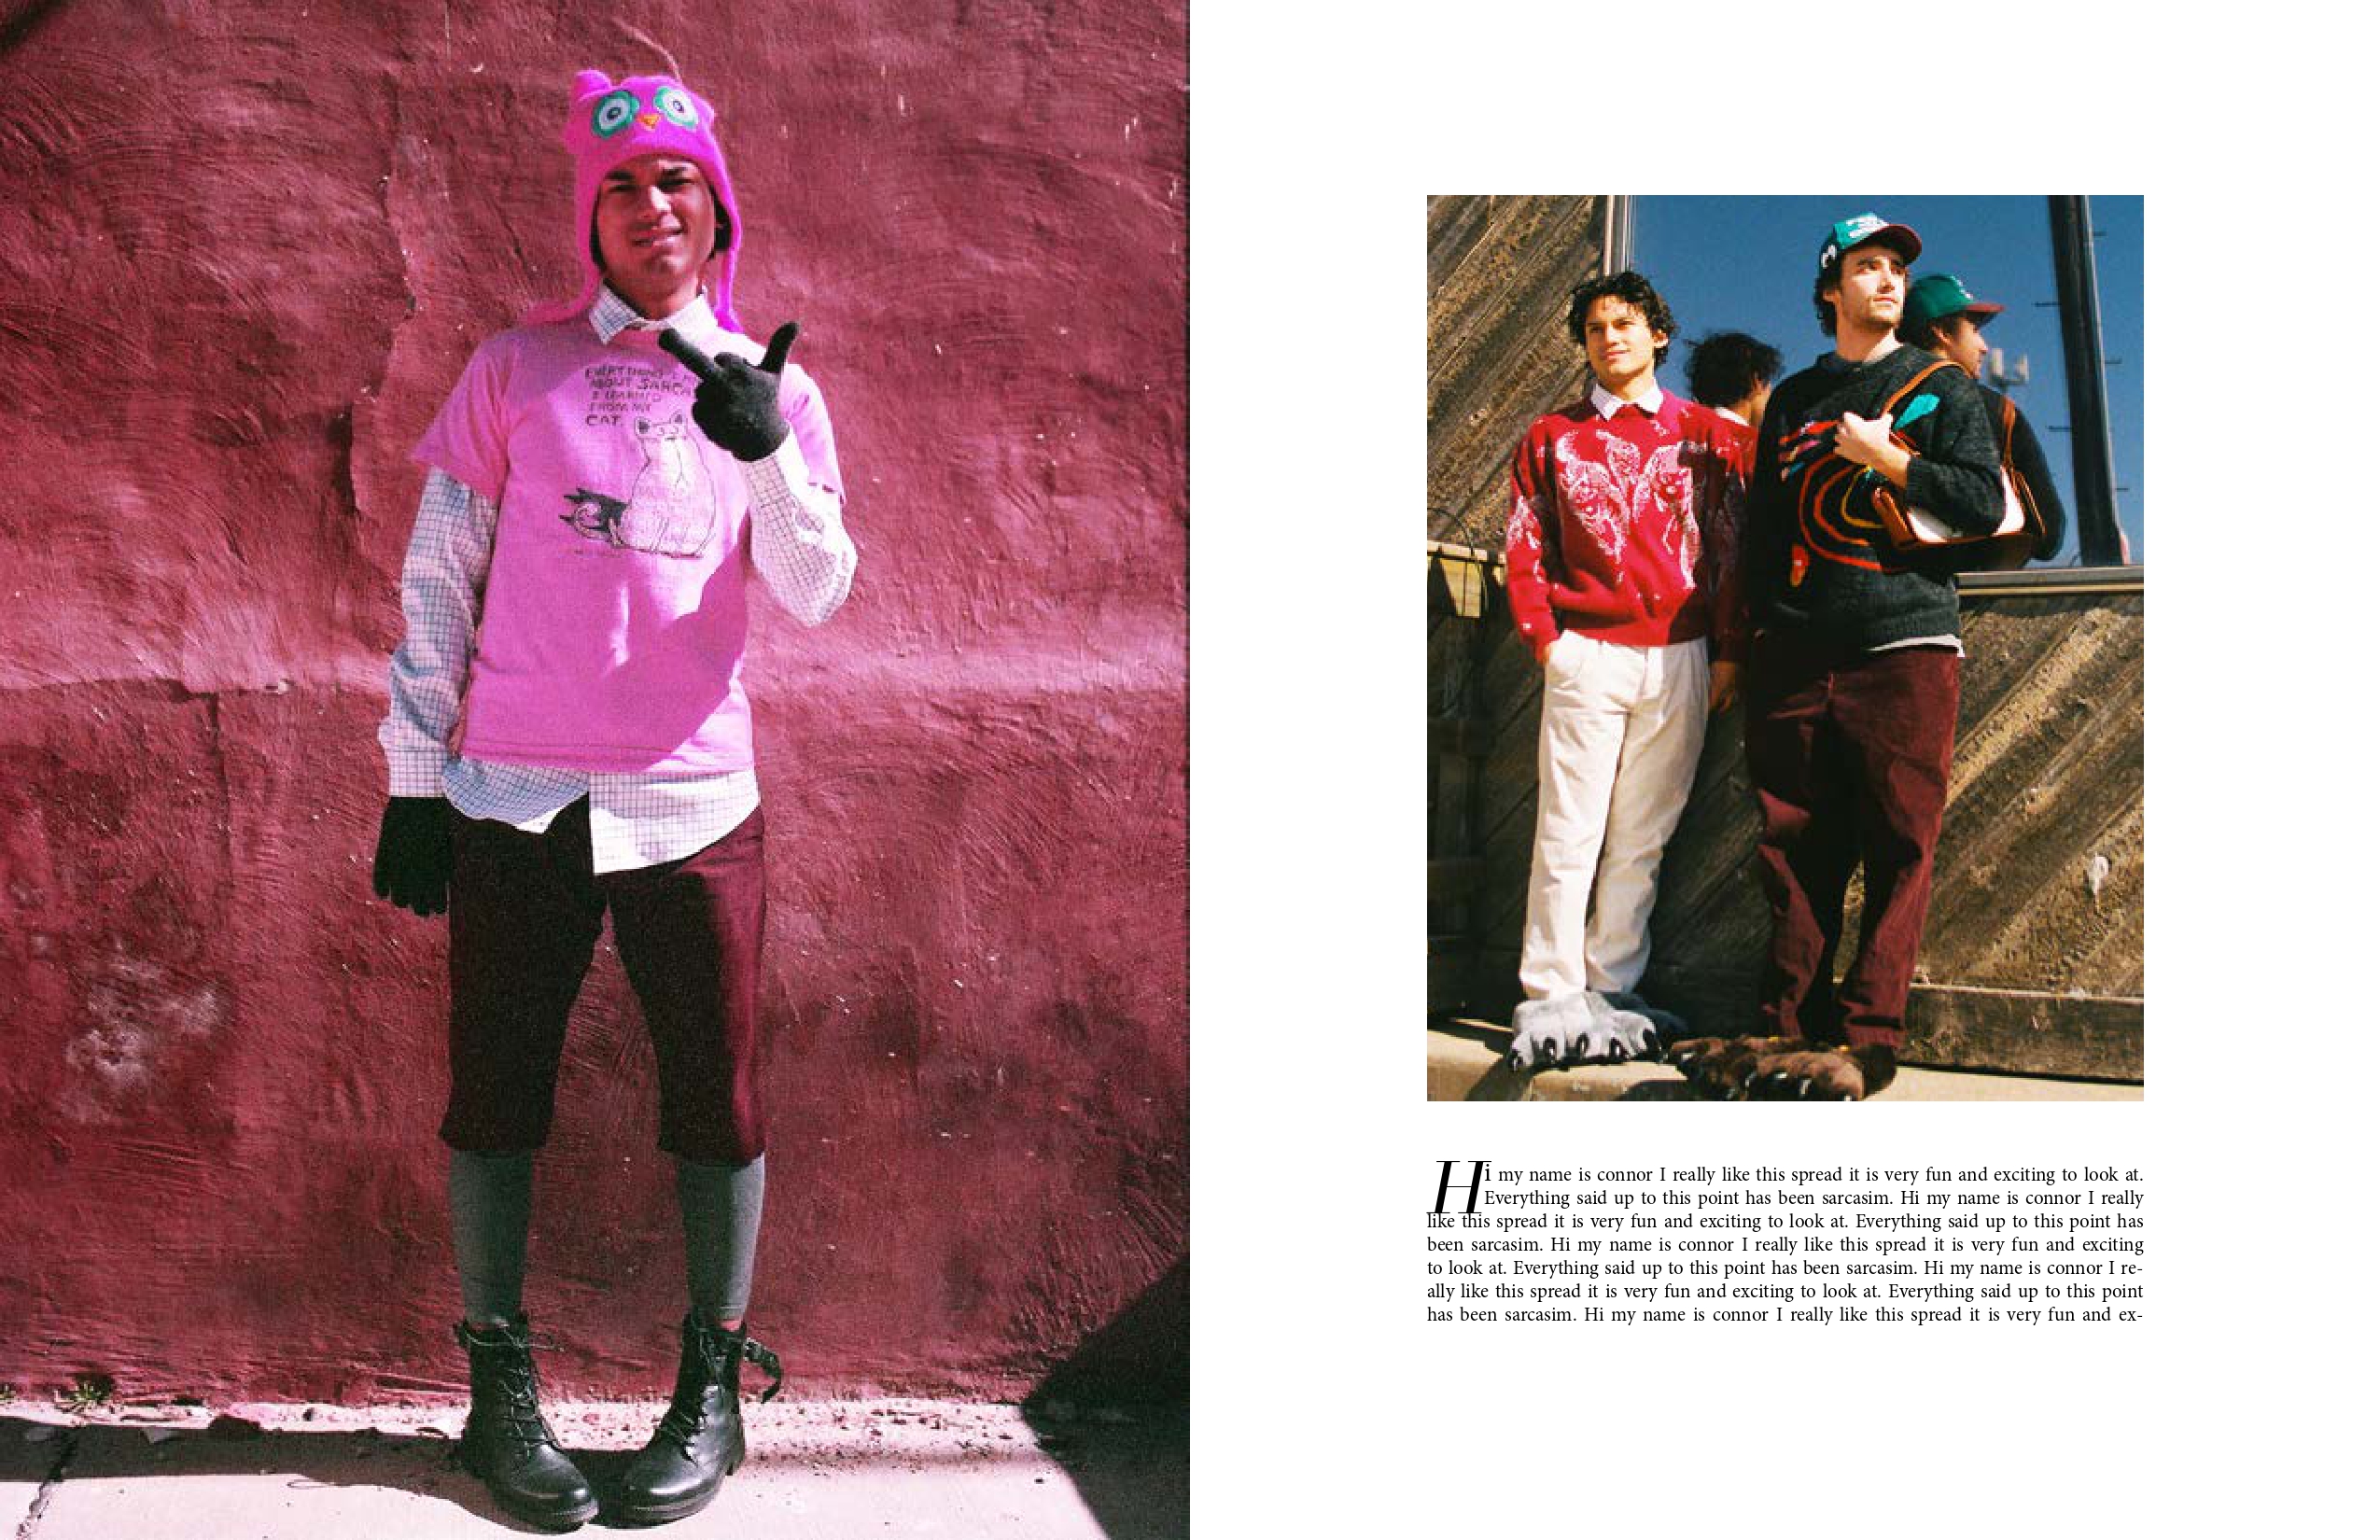 EVERYTHING I
ABOUT SARCA
I LEARNED
FROM MY
CAT.
Hi my name is connor I really like this spread it is very fun and exciting to look at.
Everything said up to this point has been sarcasim. Hi my name is connor I really
like this spread it is very fun and exciting to look at. Everything said up to this point has
been sarcasim. Hi my name is connor I really like this spread it is very fun and exciting
to look at. Everything said up to this point has been sarcasim. Hi my name is connor I re-
ally like this spread it is very fun and exciting to look at. Everything said up to this point
has been sarcasim. Hi my name is connor I really like this spread it is very fun and ex-